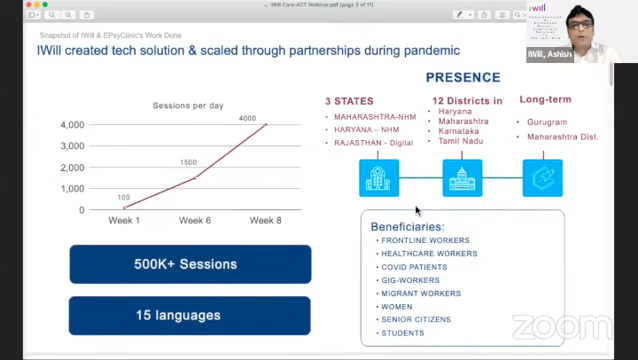 IWill Care-ACT Webinar.pdf (page 2 of 11)
Snapshot of IWill & EPsyClinic's Work Done
IWill created tech solution & scaled through partnerships during pandemic
Sessions per day
4,000
3,000
2,000
1,000
0
100
1500
4000
Week 1
Week 6
Week 8
500K+ Sessions
15 languages
PRESENCE
3 STATES
• MAHARASHTRA-NHM
• HARYANA – NHM
• RAJASTHAN - Digital
12 Districts in
• Haryana
• Maharashtra
• Karnataka
• Tamil Nadu
Long-term
• Gurugram
• Maharashtra Dist.
Beneficiaries:
• FRONTLINE WORKERS
• HEALTHCARE WORKERS
• COVID PATIENTS
• GIG-WORKERS
• MIGRANT WORKERS
• WOMEN
• SENIOR CITIZENS
• STUDENTS
iwill
IWill, Ashish
zoom